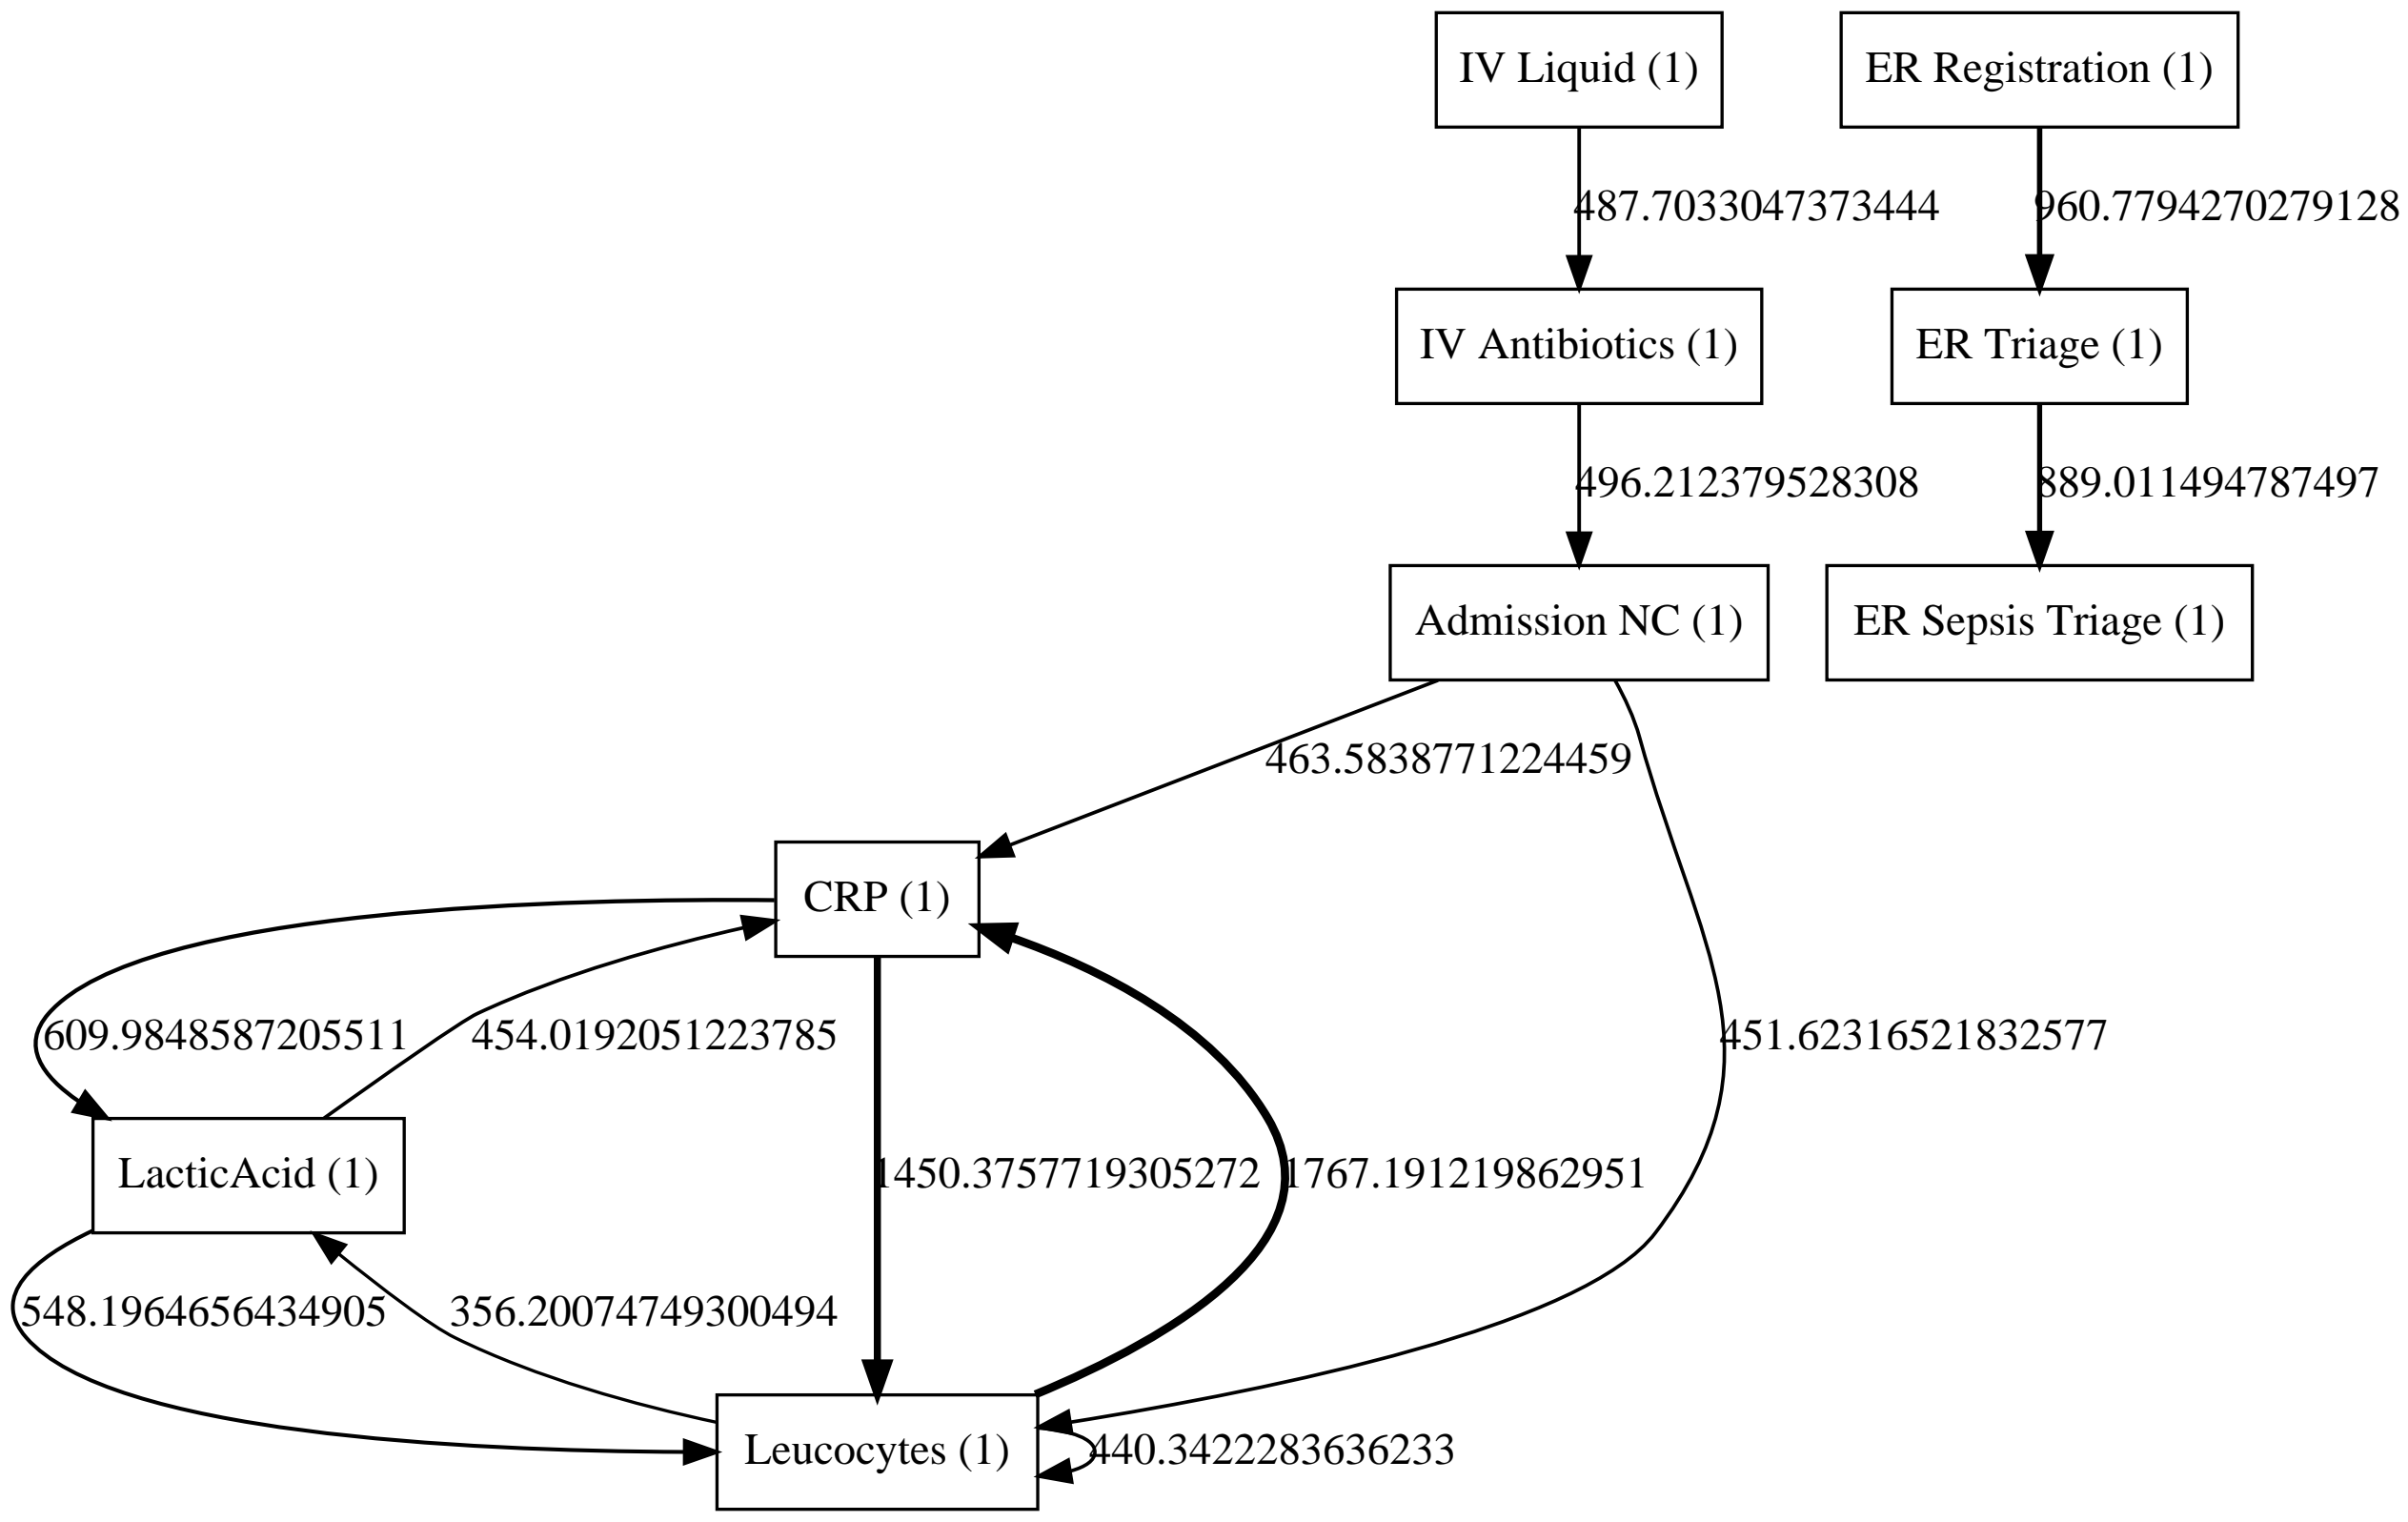 IV Liquid (1)
ER Registration (1)
487.7033047373444
960.7794270279128
IV Antibiotics (1)
ER Triage (1)
496.212379528308
889.011494787497
Admission NC (1)
ER Sepsis Triage (1)
463.5838771224459
CRP (1)
609.9848587205511
454.0192051223785
451.62316521832577
LacticAcid (1)
1450.3757719305272
1767.191219862951
548.1964656434905
356.20074749300494
Leucocytes (1)
440.3422283636233